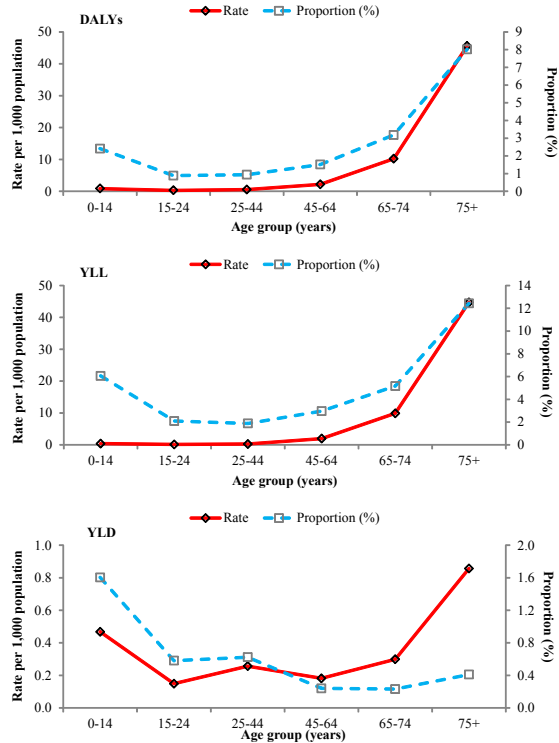 DALYs
Rate Proportion (%)
Rate per 1,000 population
50
40
30
20
10
0
Proportion (%)
9
8
7
6
5
4
3
2
1
0
0-14 15-24 25-44 45-64 65-74 75+
Age group (years)
YLL
Rate Proportion (%)
Rate per 1,000 population
50
40
30
20
10
0
Proportion (%)
14
12
10
8
6
4
2
0
0-14 15-24 25-44 45-64 65-74 75+
Age group (years)
YLD
Rate Proportion (%)
Rate per 1,000 population
1.0
0.8
0.6
0.4
0.2
0.0
Proportion (%)
2.0
1.6
1.2
0.8
0.4
0.0
0-14 15-24 25-44 45-64 65-74 75+
Age group (years)